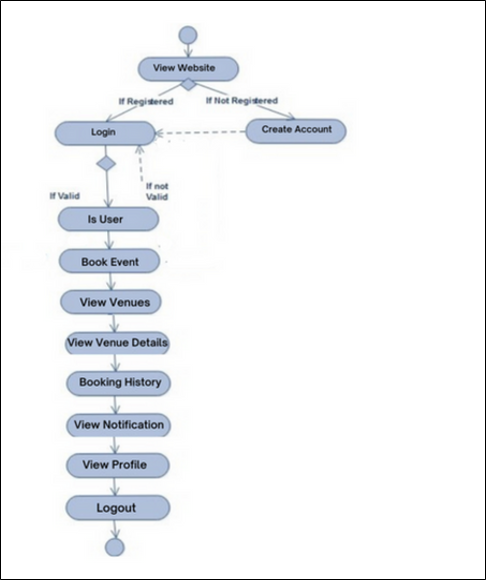 View Website
If Registered
If Not Registered
Login
Create Account
If Valid
If not
Valid
Is User
Book Event
View Venues
View Venue Details
Booking History
View Notification
View Profile
Logout